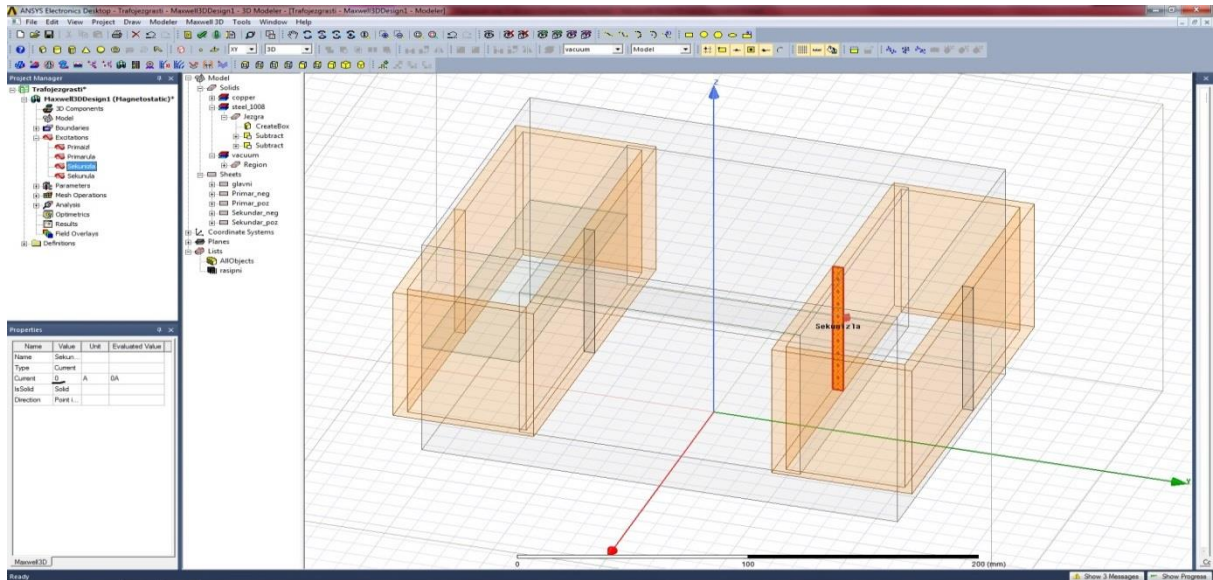 ANSYS Electronics Desktop - Trafojezgrasti - Maxwell3DDesign1 - 3D Modeler - [Trafojezgrasti - Maxwell3DDesign1 - Modeler]
File Edit View Project Draw Modeler Maxwell 3D Tools Window Help
XY 3D vacuum Model
Project Manager
Trafojezgrasti*
Maxwell3DDesign1 (Magnetostatic)*
3D Components
Model
Boundaries
Excitations
Primarula
Sekunula
Parameters
Mesh Operations
Analysis
Optimetrics
Results
Field Overlays
Definitions
Model
Solids
copper
steel_1008
Jezgra
CreateBox
Subtract
Subtract
vacuum
Region
Sheets
glavni
Primar_neg
Primar_poz
Sekundar_neg
Sekundar_poz
Coordinate Systems
Planes
Lists
AllObjects
rasipni
Properties
Name Value Unit Evaluated Value
Name Sekun...
Type Current
Current 0 A 0A
IsSolid Solid
Direction Point i...
Maxwell3D
Z
Sekunizla
y
0 100 200 (mm)
Ready
Show 3 Messages Show Progress